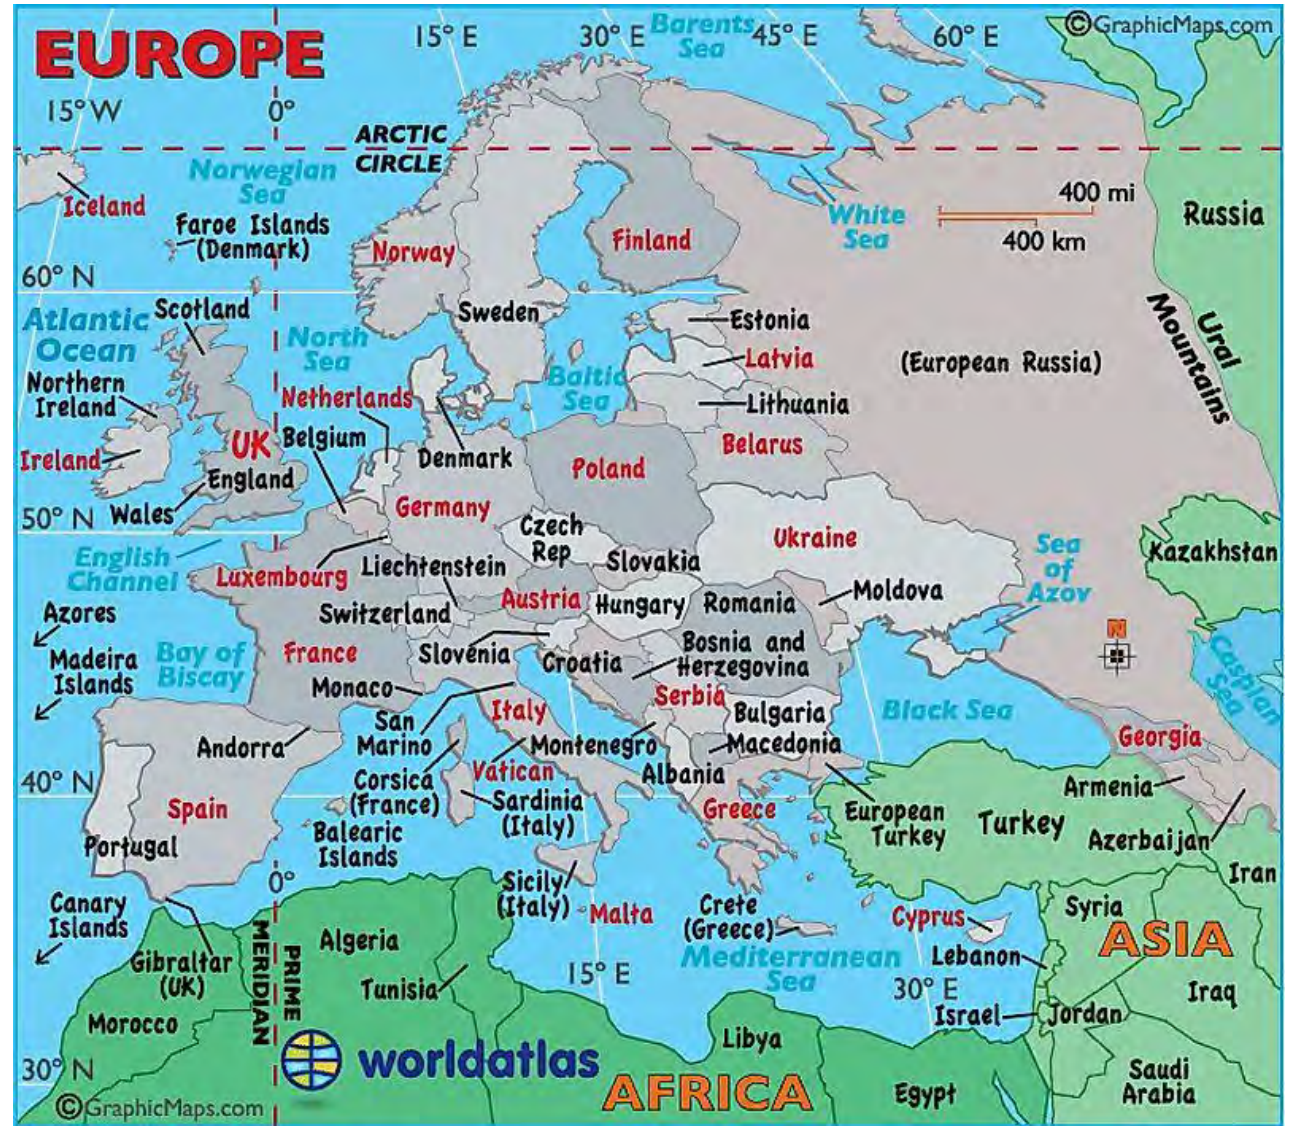 EUROPE
15° E
30° E
Barents
Sea
45° E
60° E
©GraphicMaps.com
15° W
0°
ARCTIC
CIRCLE
Norwegian
Sea
Iceland
Faroe Islands
(Denmark)
400 mi
400 km
White
Sea
Russia
Norway
Finland
60° N
Scotland
Sweden
Atlantic
Ocean
North
Sea
Estonia
Ural
Mountains
Northern
Ireland
Netherlands
Baltic
Sea
Latvia
(European Russia)
Lithuania
Ireland
UK
Belgium
Denmark
Poland
Belarus
England
Wales
Germany
50° N
English
Channel
Czech
Rep
Ukraine
Sea
of
Azov
Kazakhstan
Luxembourg
Liechtenstein
Slovakia
Azores
Switzerland
Austria
Hungary
Romania
Moldova
N
Madeira
Islands
Bay of
Biscay
France
Slovenia
Croatia
Bosnia and
Herzegovina
Caspian
Sea
Monaco
San
Marino
Italy
Serbia
Bulgaria
Black Sea
Andorra
Montenegro
Macedonia
Georgia
40° N
Corsica
(France)
Vatican
Albania
Armenia
Spain
Sardinia
(Italy)
Greece
European
Turkey
Turkey
Azerbaijan
Portugal
Balearic
Islands
Iran
0°
Canary
Islands
Sicily
(Italy)
Malta
Crete
(Greece)
Cyprus
Syria
ASIA
Gibraltar
(UK)
PRIME
MERIDIAN
Algeria
Mediterranean
Sea
Lebanon
Tunisia
15° E
30° E
Iraq
Morocco
Israel
Jordan
Libya
30° N
worldatlas
AFRICA
Egypt
Saudi
Arabia
©GraphicMaps.com